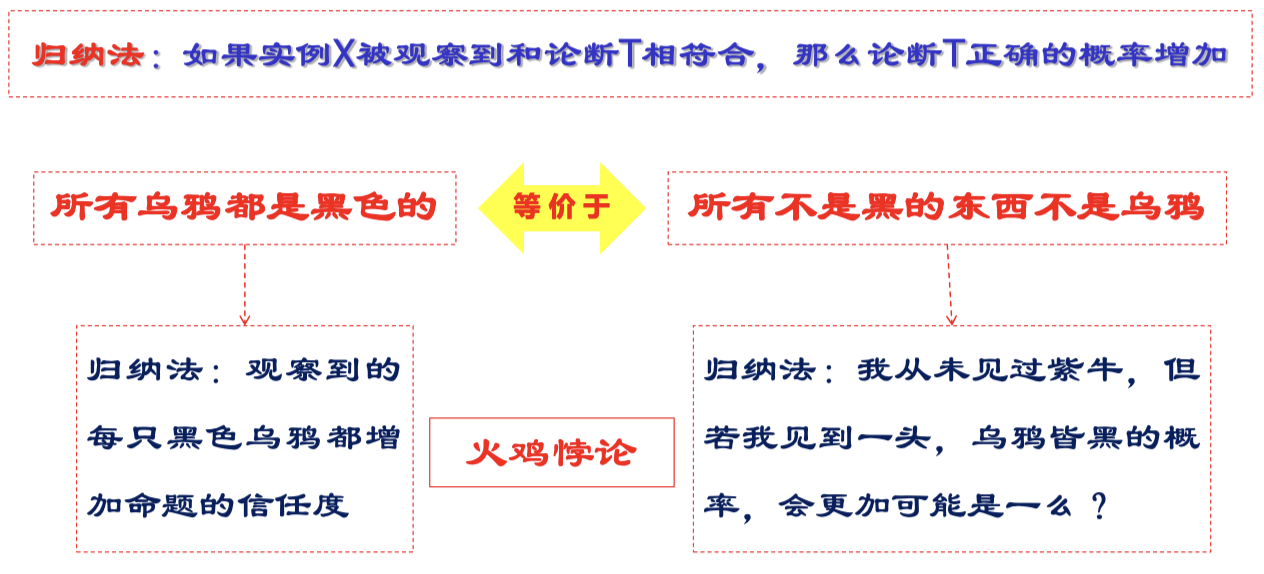 归纳法：如果实例X被观察到和论断T相符合，那么论断T正确的概率增加
所有乌鸦都是黑色的
等价于
所有不是黑的东西不是乌鸦
归纳法：观察到的
每只黑色乌鸦都增
加命题的信任度
火鸡悖论
归纳法：我从未见过紫牛，但
若我见到一头，乌鸦皆黑的概
率，会更加可能是一么？